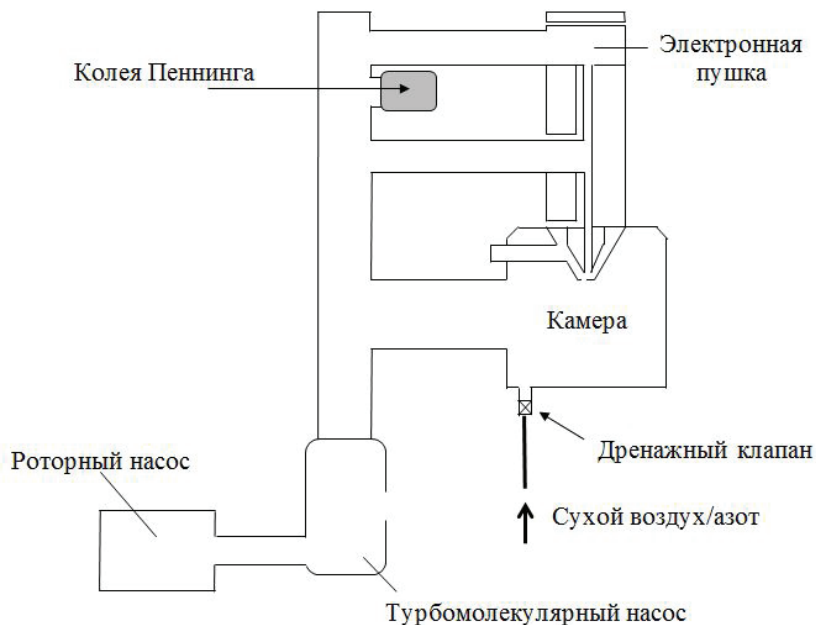 Электронная
пушка
Колея Пеннинга
Камера
Дренажный клапан
Роторный насос
Сухой воздух/азот
Турбомолекулярный насос